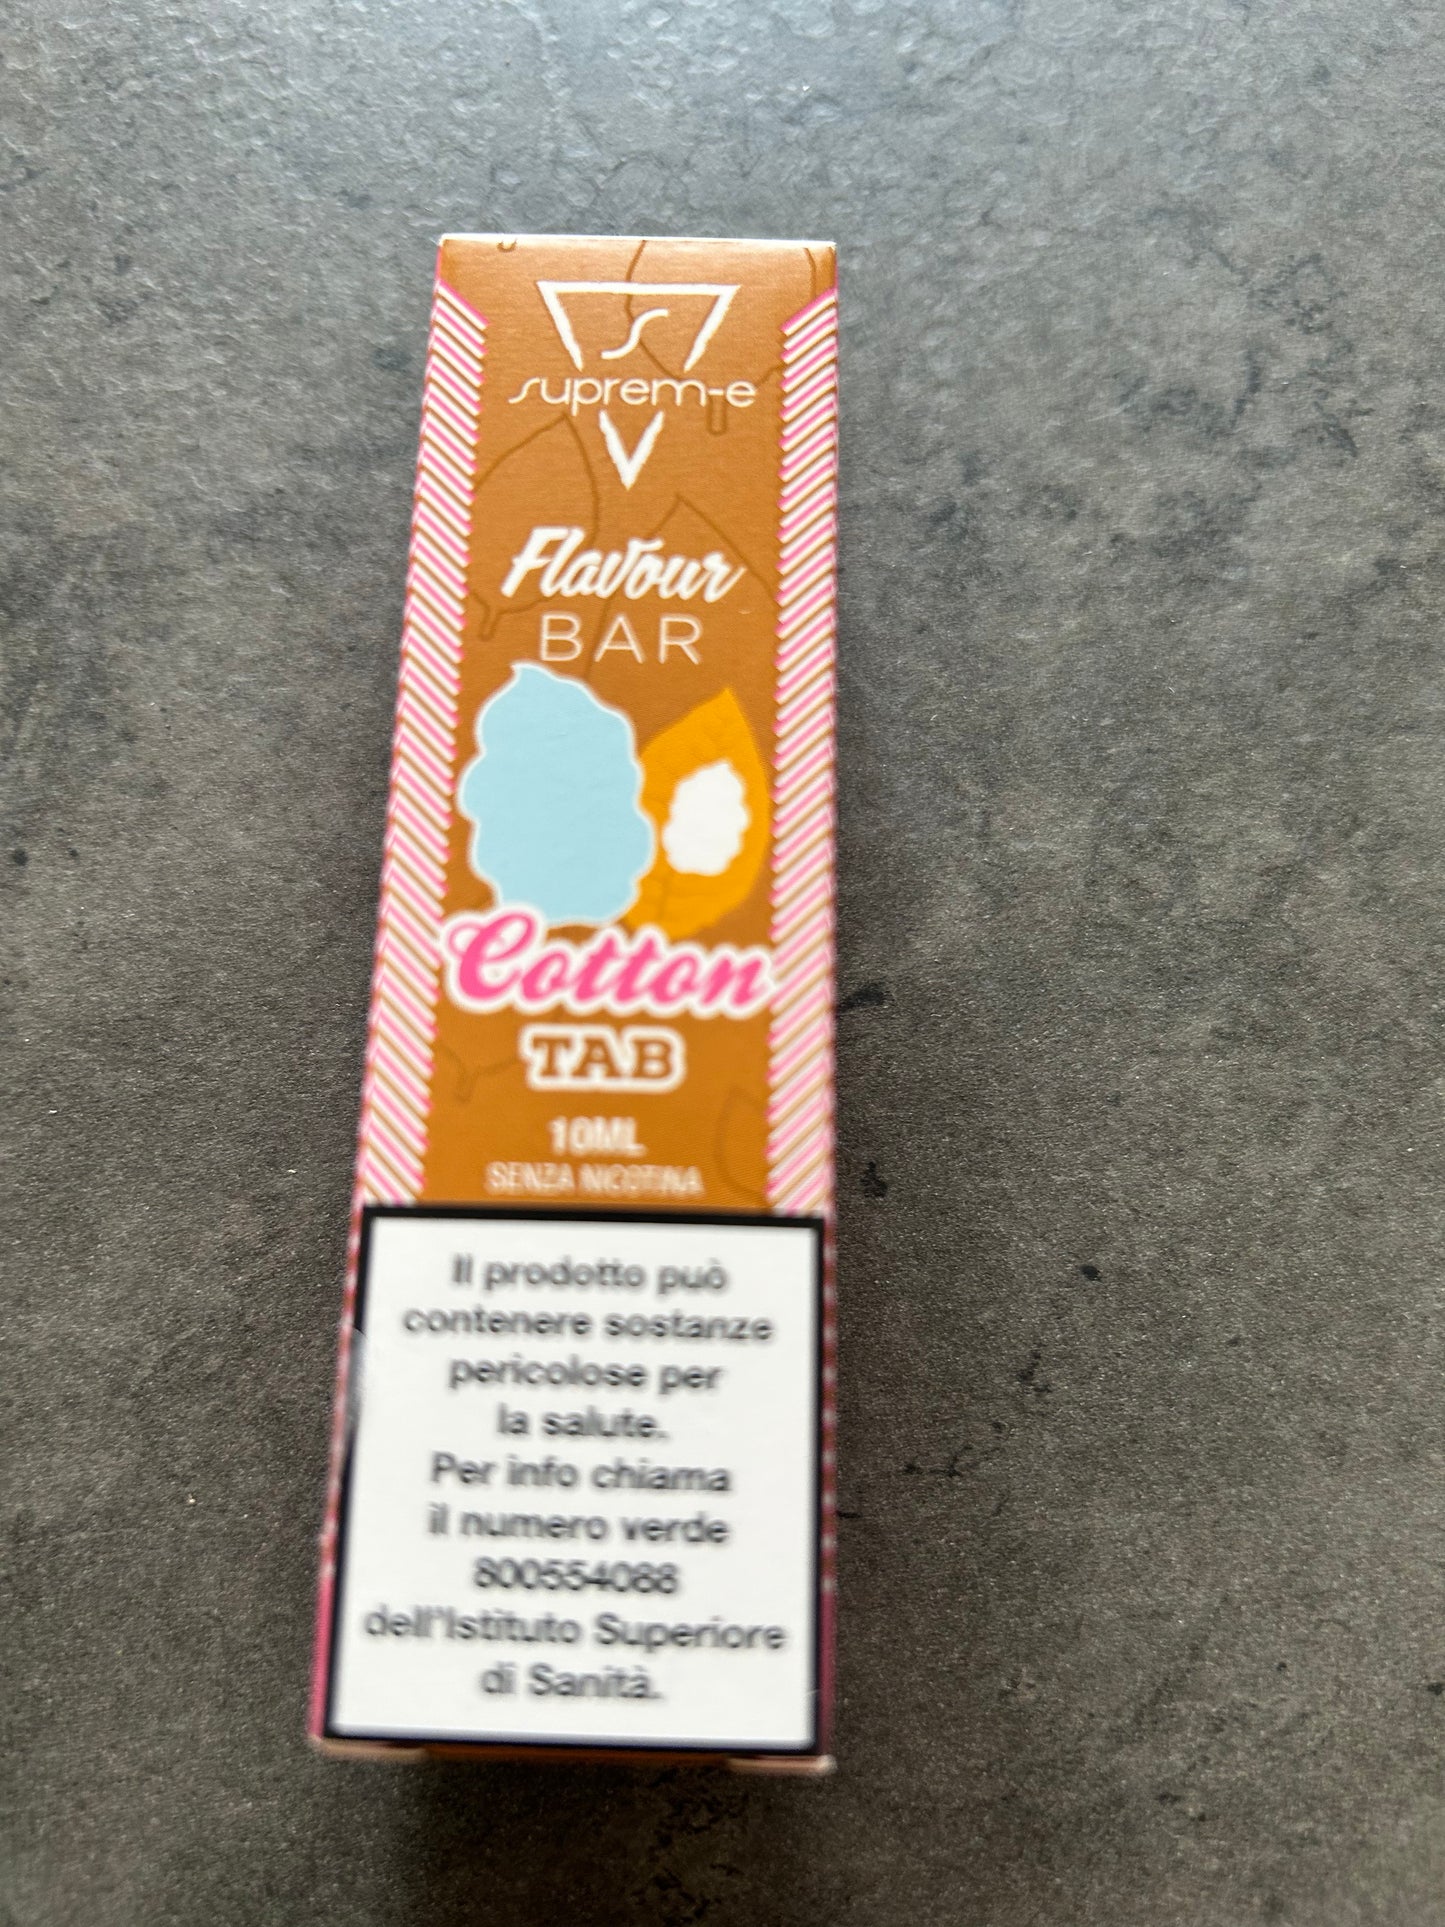 S
suprem-e
Flavour
BAR
Cotton
TAB
10ML
SENZA NICOTINA
Il prodotto può
contenere sostanze
pericolose per
la salute.
Per info chiama
il numero verde
800554088
dell'Istituto Superiore
di Sanità.